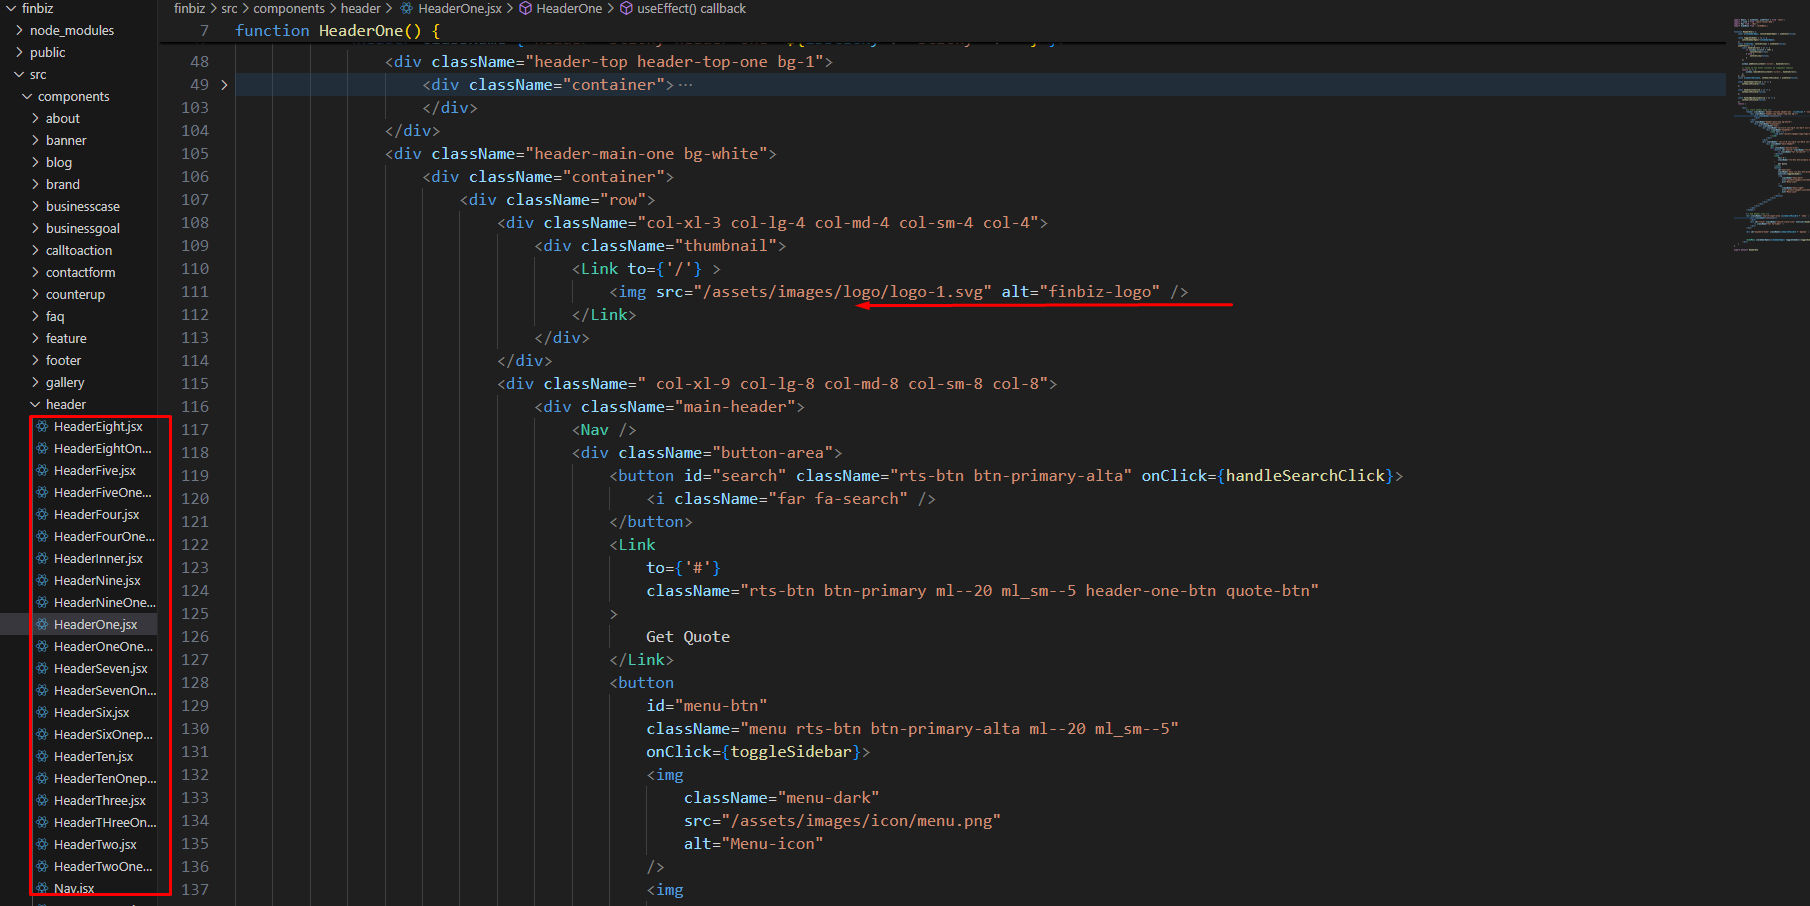 finbiz
node_modules
public
src
components
about
banner
blog
brand
businesscase
businessgoal
calltoaction
contactform
counterup
faq
feature
footer
gallery
header
HeaderEight.jsx
HeaderEightOn...
HeaderFive.jsx
HeaderFiveOne...
HeaderFour.jsx
HeaderFourOne...
HeaderInner.jsx
HeaderNine.jsx
HeaderNineOne...
HeaderOne.jsx
HeaderOneOne...
HeaderSeven.jsx
HeaderSevenOn...
HeaderSix.jsx
HeaderSixOnep...
HeaderTen.jsx
HeaderTenOnep...
HeaderThree.jsx
HeaderTHreeOn...
HeaderTwo.jsx
HeaderTwoOne...
Nav.jsx
finbiz > src > components > header > HeaderOne.jsx > HeaderOne > useEffect() callback
7 function HeaderOne() {
48 <div className="header-top header-top-one bg-1">
49 <div className="container">...
103 </div>
104 </div>
105 <div className="header-main-one bg-white">
106 <div className="container">
107 <div className="row">
108 <div className="col-xl-3 col-lg-4 col-md-4 col-sm-4 col-4">
109 <div className="thumbnail">
110 <Link to={'/'} >
111 <img src="/assets/images/logo/logo-1.svg" alt="finbiz-logo" />
112 </Link>
113 </div>
114 </div>
115 <div className=" col-xl-9 col-lg-8 col-md-8 col-sm-8 col-8">
116 <div className="main-header">
117 <Nav />
118 <div className="button-area">
119 <button id="search" className="rts-btn btn-primary-alta" onClick={handleSearchClick}>
120 <i className="far fa-search" />
121 </button>
122 <Link
123 to={'#'}
124 className="rts-btn btn-primary ml--20 ml_sm--5 header-one-btn quote-btn"
125 >
126 Get Quote
127 </Link>
128 <button
129 id="menu-btn"
130 className="menu rts-btn btn-primary-alta ml--20 ml_sm--5"
131 onClick={toggleSidebar}>
132 <img
133 className="menu-dark"
134 src="/assets/images/icon/menu.png"
135 alt="Menu-icon"
136 />
137 <img